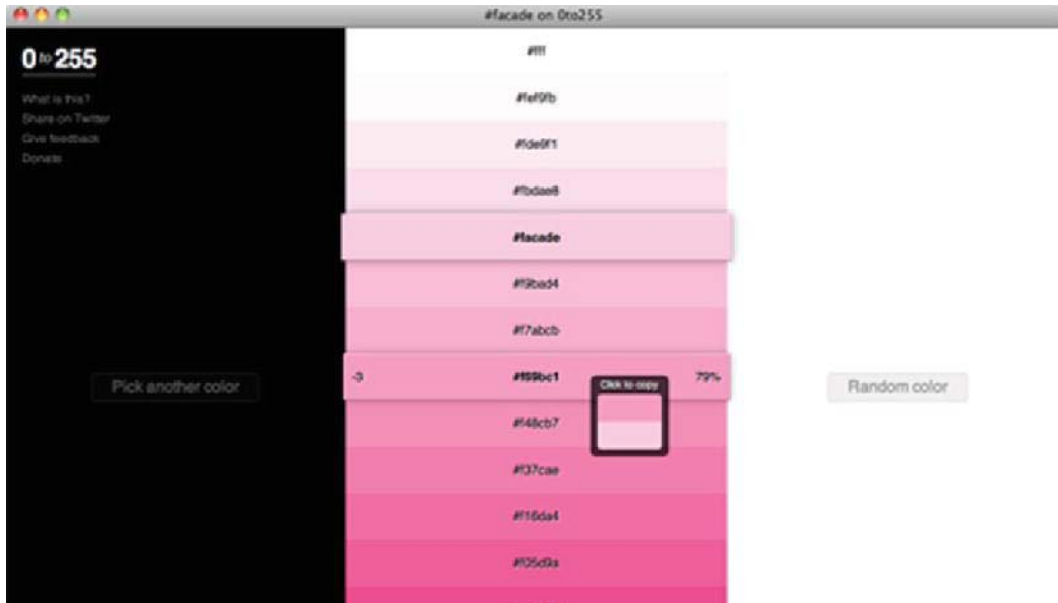 #facade on 0to255
0 to 255
What is this?
Share on Twitter
Give feedback
Donate
Pick another color
#fff
#fef9fb
#fde9f1
#fbdae8
#facade
#f9bad4
#f7abcb
-3 #f59bc1 79%
Click to copy
#f48cb7
#f37cae
#f16da4
#f05d9a
Random color